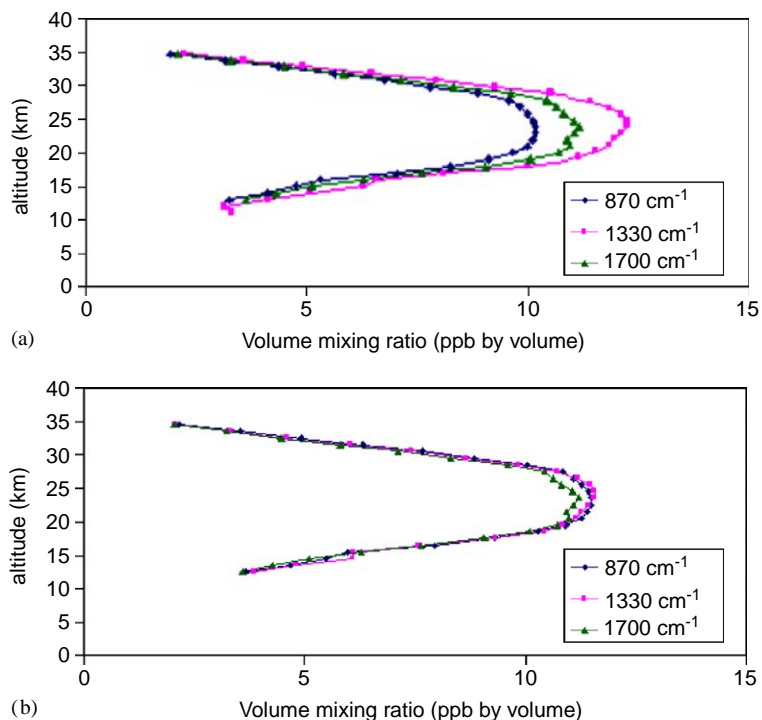 40
35
30
25
20
15
10
5
0
altitude (km)
870 cm⁻¹
1330 cm⁻¹
1700 cm⁻¹
0 5 10 15
(a) Volume mixing ratio (ppb by volume)
40
35
30
25
20
15
10
5
0
altitude (km)
870 cm⁻¹
1330 cm⁻¹
1700 cm⁻¹
0 5 10 15
(b) Volume mixing ratio (ppb by volume)